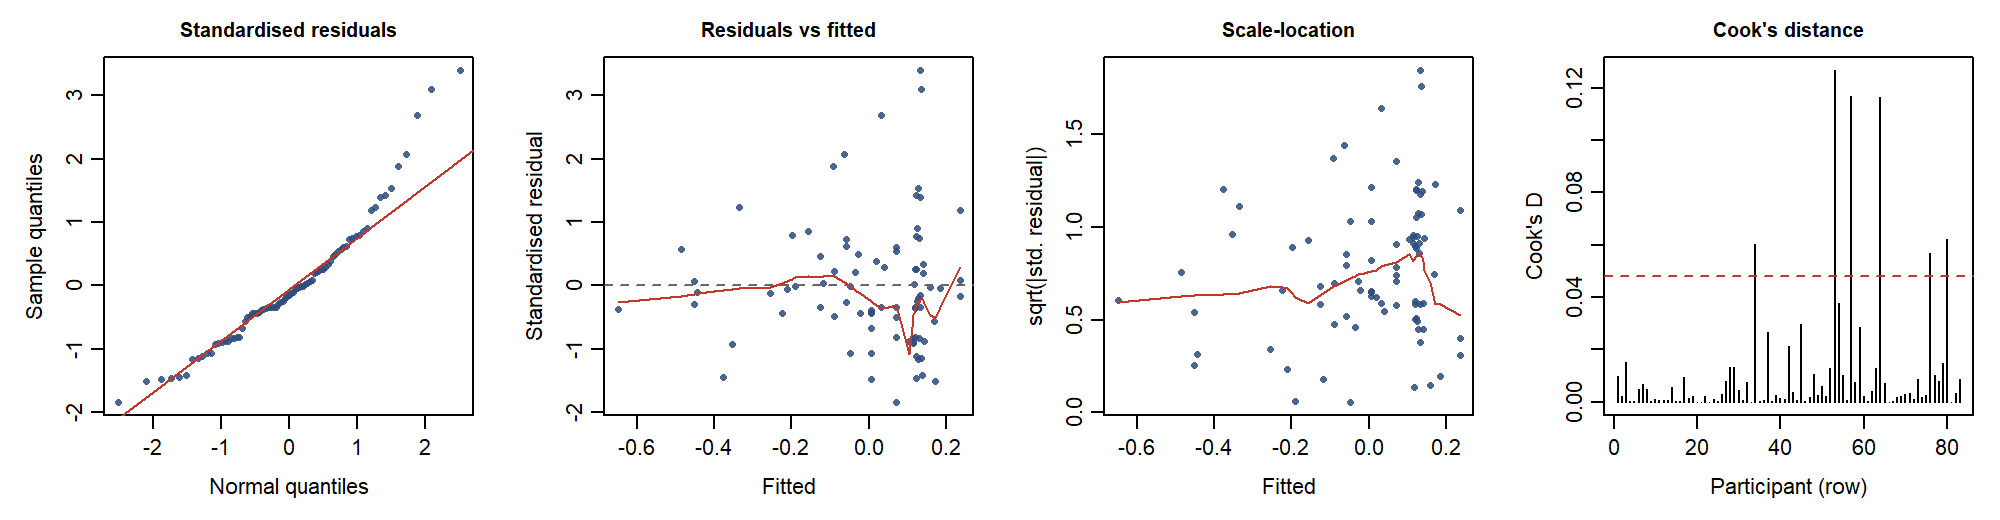 Standardised residuals
Sample quantiles
3
2
1
0
-1
-2
-2 -1 0 1 2
Normal quantiles
Residuals vs fitted
Standardised residual
3
2
1
0
-1
-2
-0.6 -0.4 -0.2 0.0 0.2
Fitted
Scale-location
sqrt(|std. residual|)
1.5
1.0
0.5
0.0
-0.6 -0.4 -0.2 0.0 0.2
Fitted
Cook's distance
Cook's D
0.12
0.08
0.04
0.00
0 20 40 60 80
Participant (row)